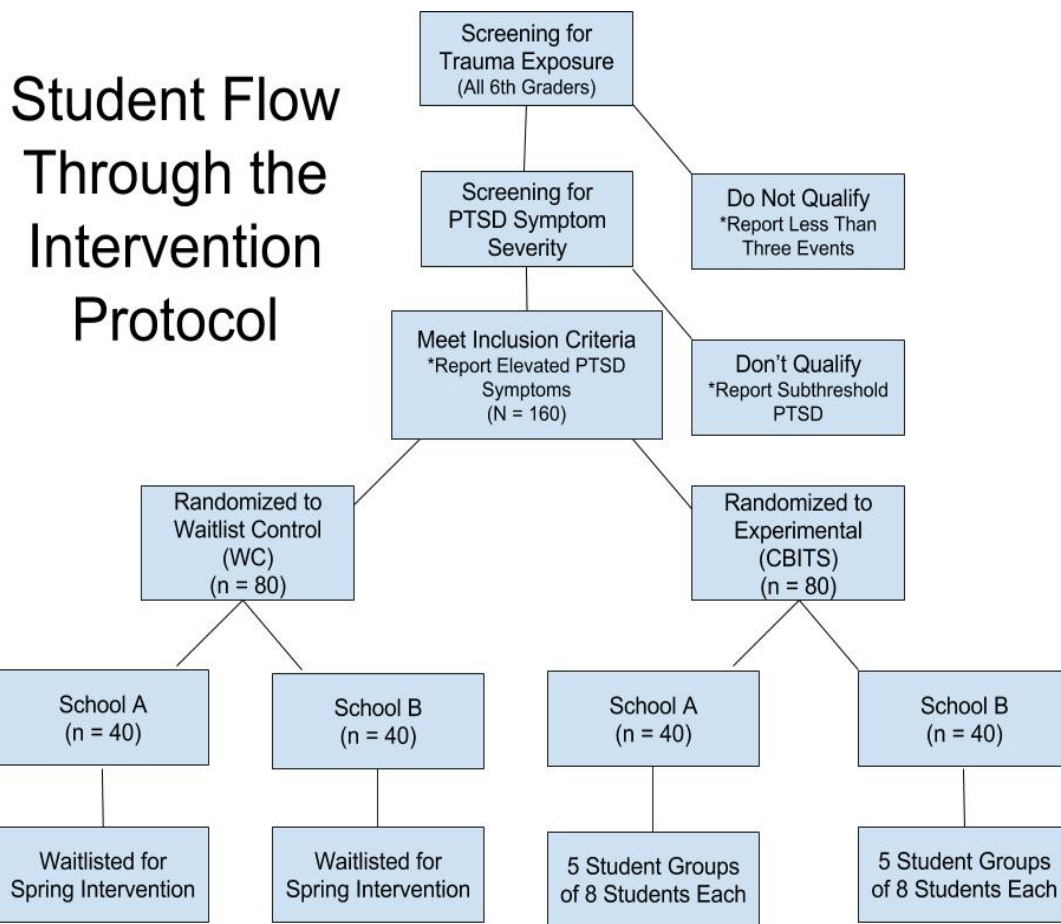 Student Flow
Through the
Intervention
Protocol
Screening for
Trauma Exposure
(All 6th Graders)
Screening for
PTSD Symptom
Severity
Do Not Qualify
*Report Less Than
Three Events
Meet Inclusion Criteria
*Report Elevated PTSD
Symptoms
(N = 160)
Don't Qualify
*Report Subthreshold
PTSD
Randomized to
Waitlist Control
(WC)
(n = 80)
Randomized to
Experimental
(CBITS)
(n = 80)
School A
(n = 40)
School B
(n = 40)
School A
(n = 40)
School B
(n = 40)
Waitlisted for
Spring Intervention
Waitlisted for
Spring Intervention
5 Student Groups
of 8 Students Each
5 Student Groups
of 8 Students Each